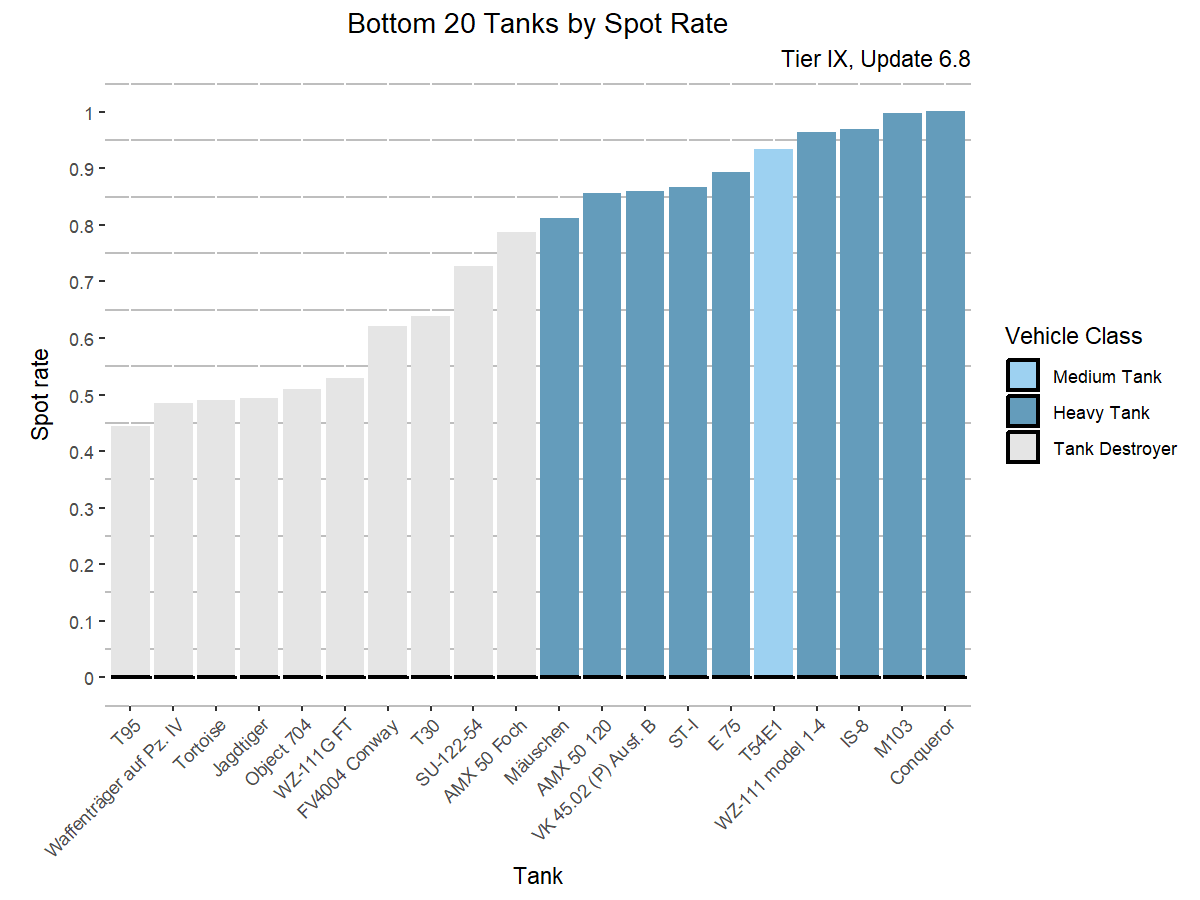 Bottom 20 Tanks by Spot Rate
Tier IX, Update 6.8
Spot rate
1
0.9
0.8
0.7
0.6
0.5
0.4
0.3
0.2
0.1
0
T95
Waffenträger auf Pz. IV
Tortoise
Jagdtiger
Object 704
WZ-111G FT
FV4004 Conway
T30
SU-122-54
AMX 50 Foch
Mäuschen
AMX 50 120
VK 45.02 (P) Ausf. B
ST-I
E 75
T54E1
WZ-111 model 1-4
IS-8
M103
Conqueror
Tank
Vehicle Class
Medium Tank
Heavy Tank
Tank Destroyer